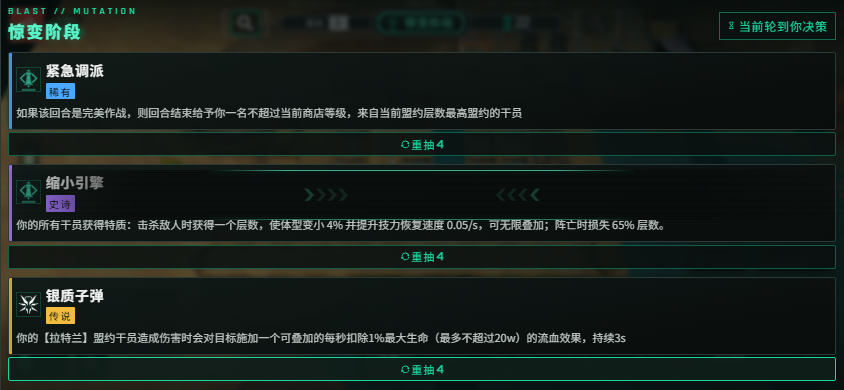 BLAST // MUTATION
惊变阶段
当前轮到你决策
紧急调派
稀有
如果该回合是完美作战，则回合结束给予你一名不超过当前商店等级，来自当前盟约层数最高盟约的干员
重抽4
缩小引擎
史诗
你的所有干员获得特质：击杀敌人时获得一个层数，使体型变小 4% 并提升技力恢复速度 0.05/s，可无限叠加；阵亡时损失 65% 层数。
重抽4
银质子弹
传说
你的【拉特兰】盟约干员造成伤害时会对目标施加一个可叠加的每秒扣除1%最大生命（最多不超过20w）的流血效果，持续3s
重抽4